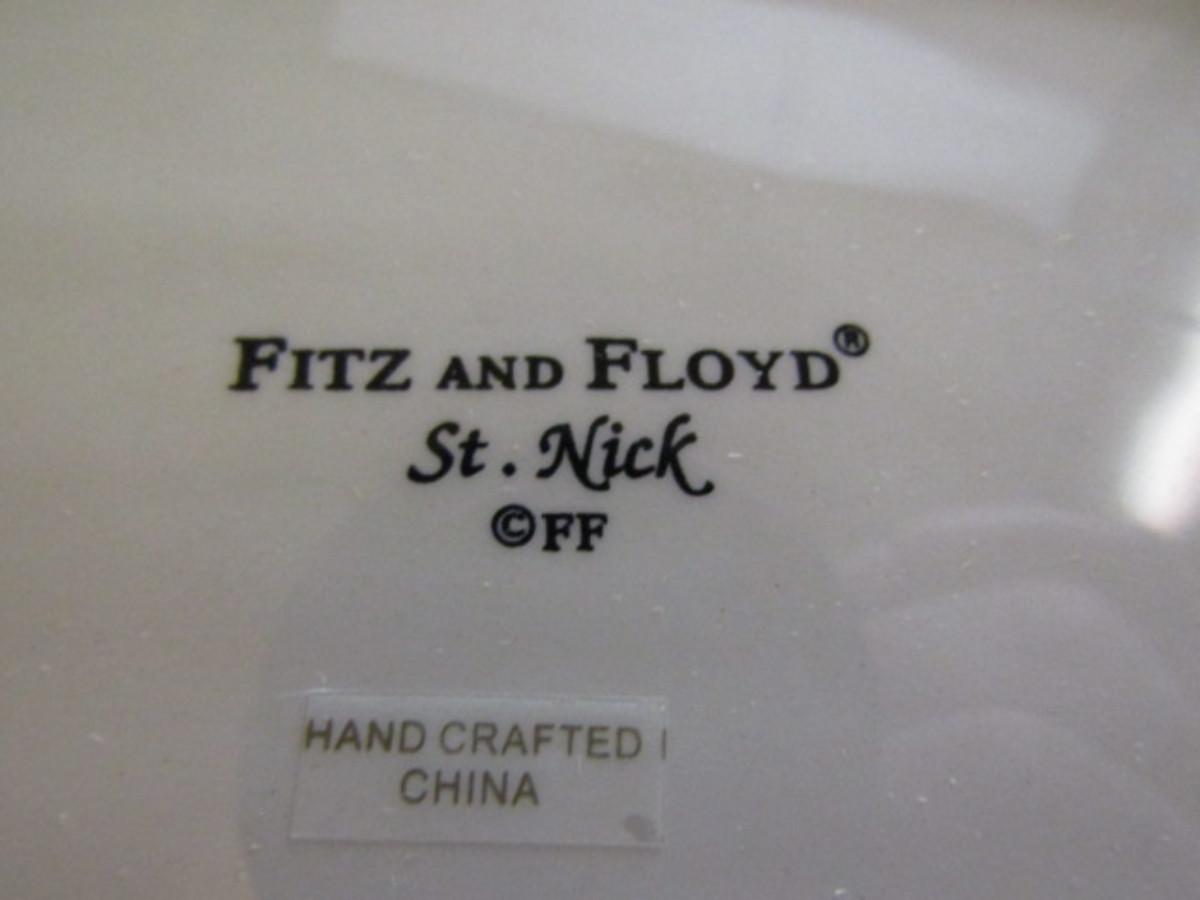 FITZ AND FLOYD®
St. Nick
©FF
HAND CRAFTED
CHINA